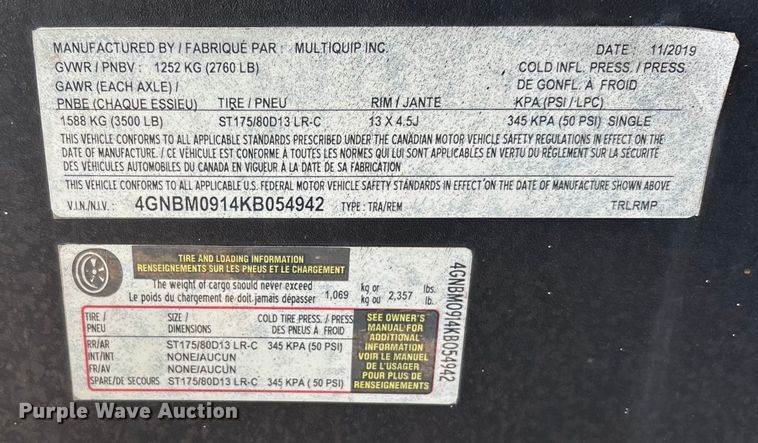 MANUFACTURED BY / FABRIQUÉ PAR : MULTIQUIP INC. DATE : 11/2019
GVWR / PNBV : 1252 KG (2760 LB) COLD INFL. PRESS. /
GAWR (EACH AXLE) / DE GONFL. À FROID
PNBE (CHAQUE ESSIEU) TIRE / PNEU RIM / JANTE KPA (PSI / LPC)
1588 KG (3500 LB) ST175/80D13 LR-C 13 X 4.5J 345 KPA (50 PSI) SINGLE
THIS VEHICLE CONFORMS TO ALL APPLICABLE STANDARDS PRESCRIBED UNDER THE CANADIAN MOTOR VEHICLE SAFETY REGULATIONS IN EFFECT ON THE
DATE OF MANUFACTURE. / CE VÉHICULE EST CONFORME À TOUTES LES NORMES QUI LUI SONT APPLICABLES EN VERTU DU RÈGLEMENT SUR LA SÉCURITÉ
DES VÉHICULES AUTOMOBILES DU CANADA EN VIGUEUR À LA DATE DE SA FABRICATION
THIS VEHICLE CONFORMS TO ALL APPLICABLE U.S. FEDERAL MOTOR VEHICLE SAFETY STANDARDS IN EFFECT ON THE DATE OF MANUFACTURE SHOWN ABOVE
V.I.N./N.I.V.: 4GNBM0914KB054942 TYPE : TRA/REM TRLRMP
TIRE AND LOADING INFORMATION
RENSEIGNEMENTS SUR LES PNEUS ET LE CHARGEMENT
The weight of cargo should never exceed
Le poids du chargement ne doit jamais dépasser 1,069 kg or kg ou 2,357 lbs. lb.
TIRE / SIZE / COLD TIRE PRESS. / PRESS
PNEU DIMENSIONS DES PNEUS À FROID
RR/AR ST175/80D13 LR-C 345 KPA (50 PSI)
INT/INT NONE/AUCUN
FR/AV NONE/AUCUN
SPARE/DE SECOURS ST175/80D13 LR-C 345 KPA ( 50 PSI)
SEE OWNER'S
MANUAL FOR
ADDITIONAL
INFORMATION
VOIR LE MANUEL
DE L'USAGER
POUR PLUS DE
RENSEIGNEMENTS
4GNBM0914KB054942
Purple Wave Auction